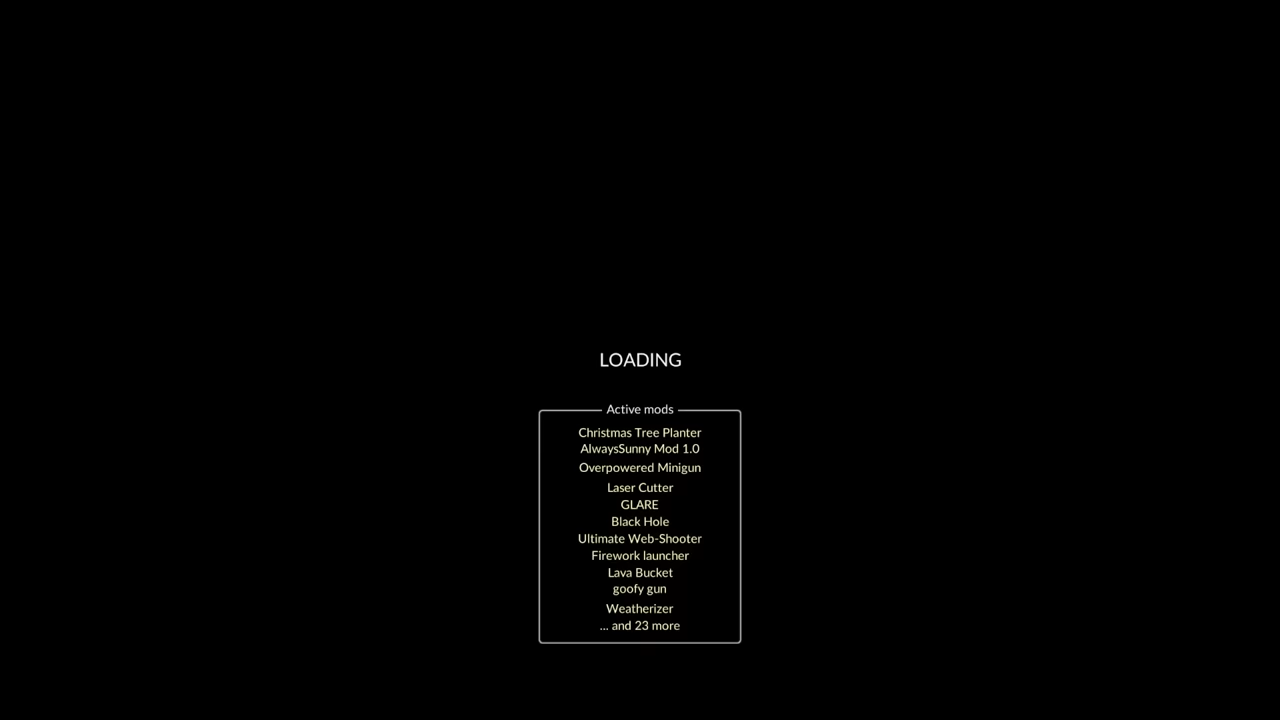 LOADING
Active mods
Christmas Tree Planter
AlwaysSunny Mod 1.0
Overpowered Minigun
Laser Cutter
GLARE
Black Hole
Ultimate Web-Shooter
Firework launcher
Lava Bucket
goofy gun
Weatherizer
... and 23 more